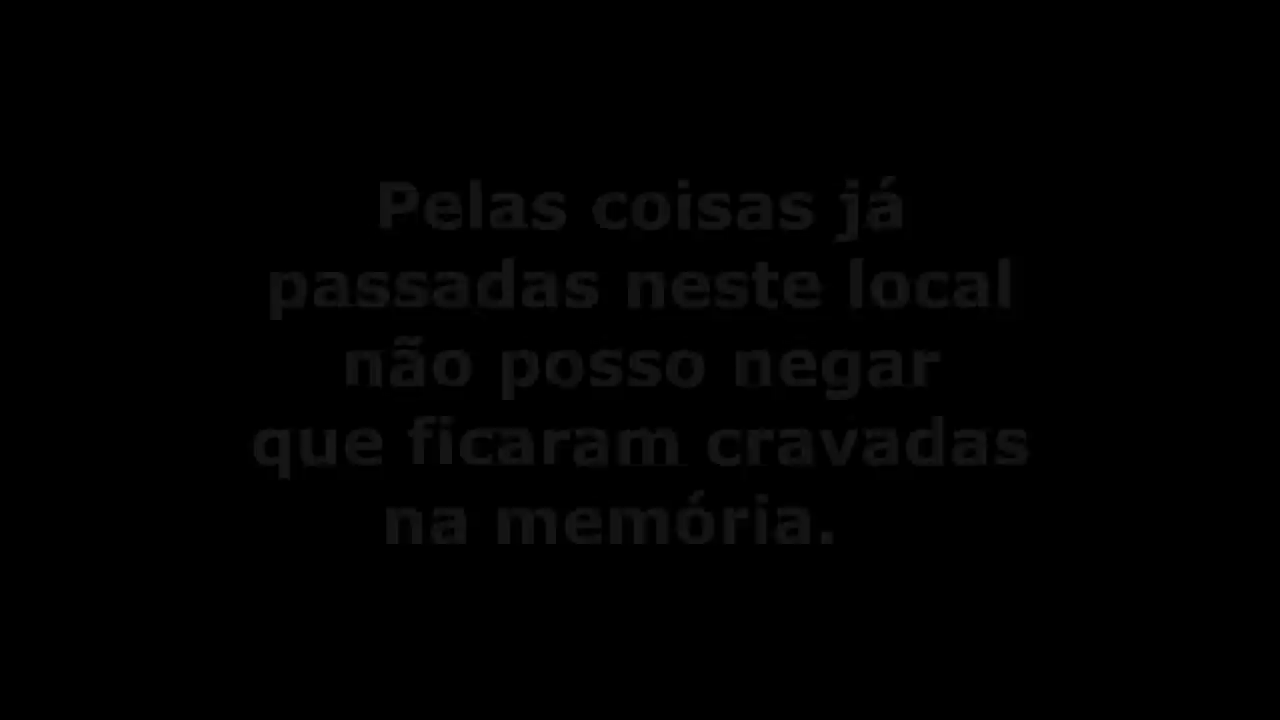 Pelas coisas já
passadas neste local
não posso negar
que ficaram cravadas
na memória.